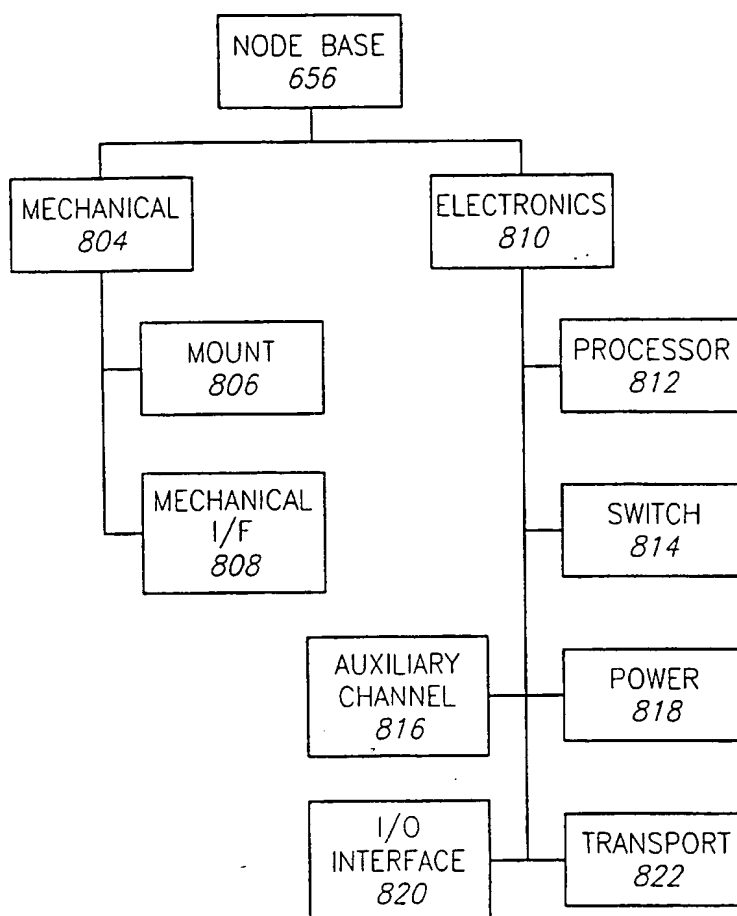 NODE BASE
656
MECHANICAL
804
ELECTRONICS
810
MOUNT
806
PROCESSOR
812
MECHANICAL
I/F
808
SWITCH
814
AUXILIARY
CHANNEL
816
POWER
818
I/O
INTERFACE
820
TRANSPORT
822